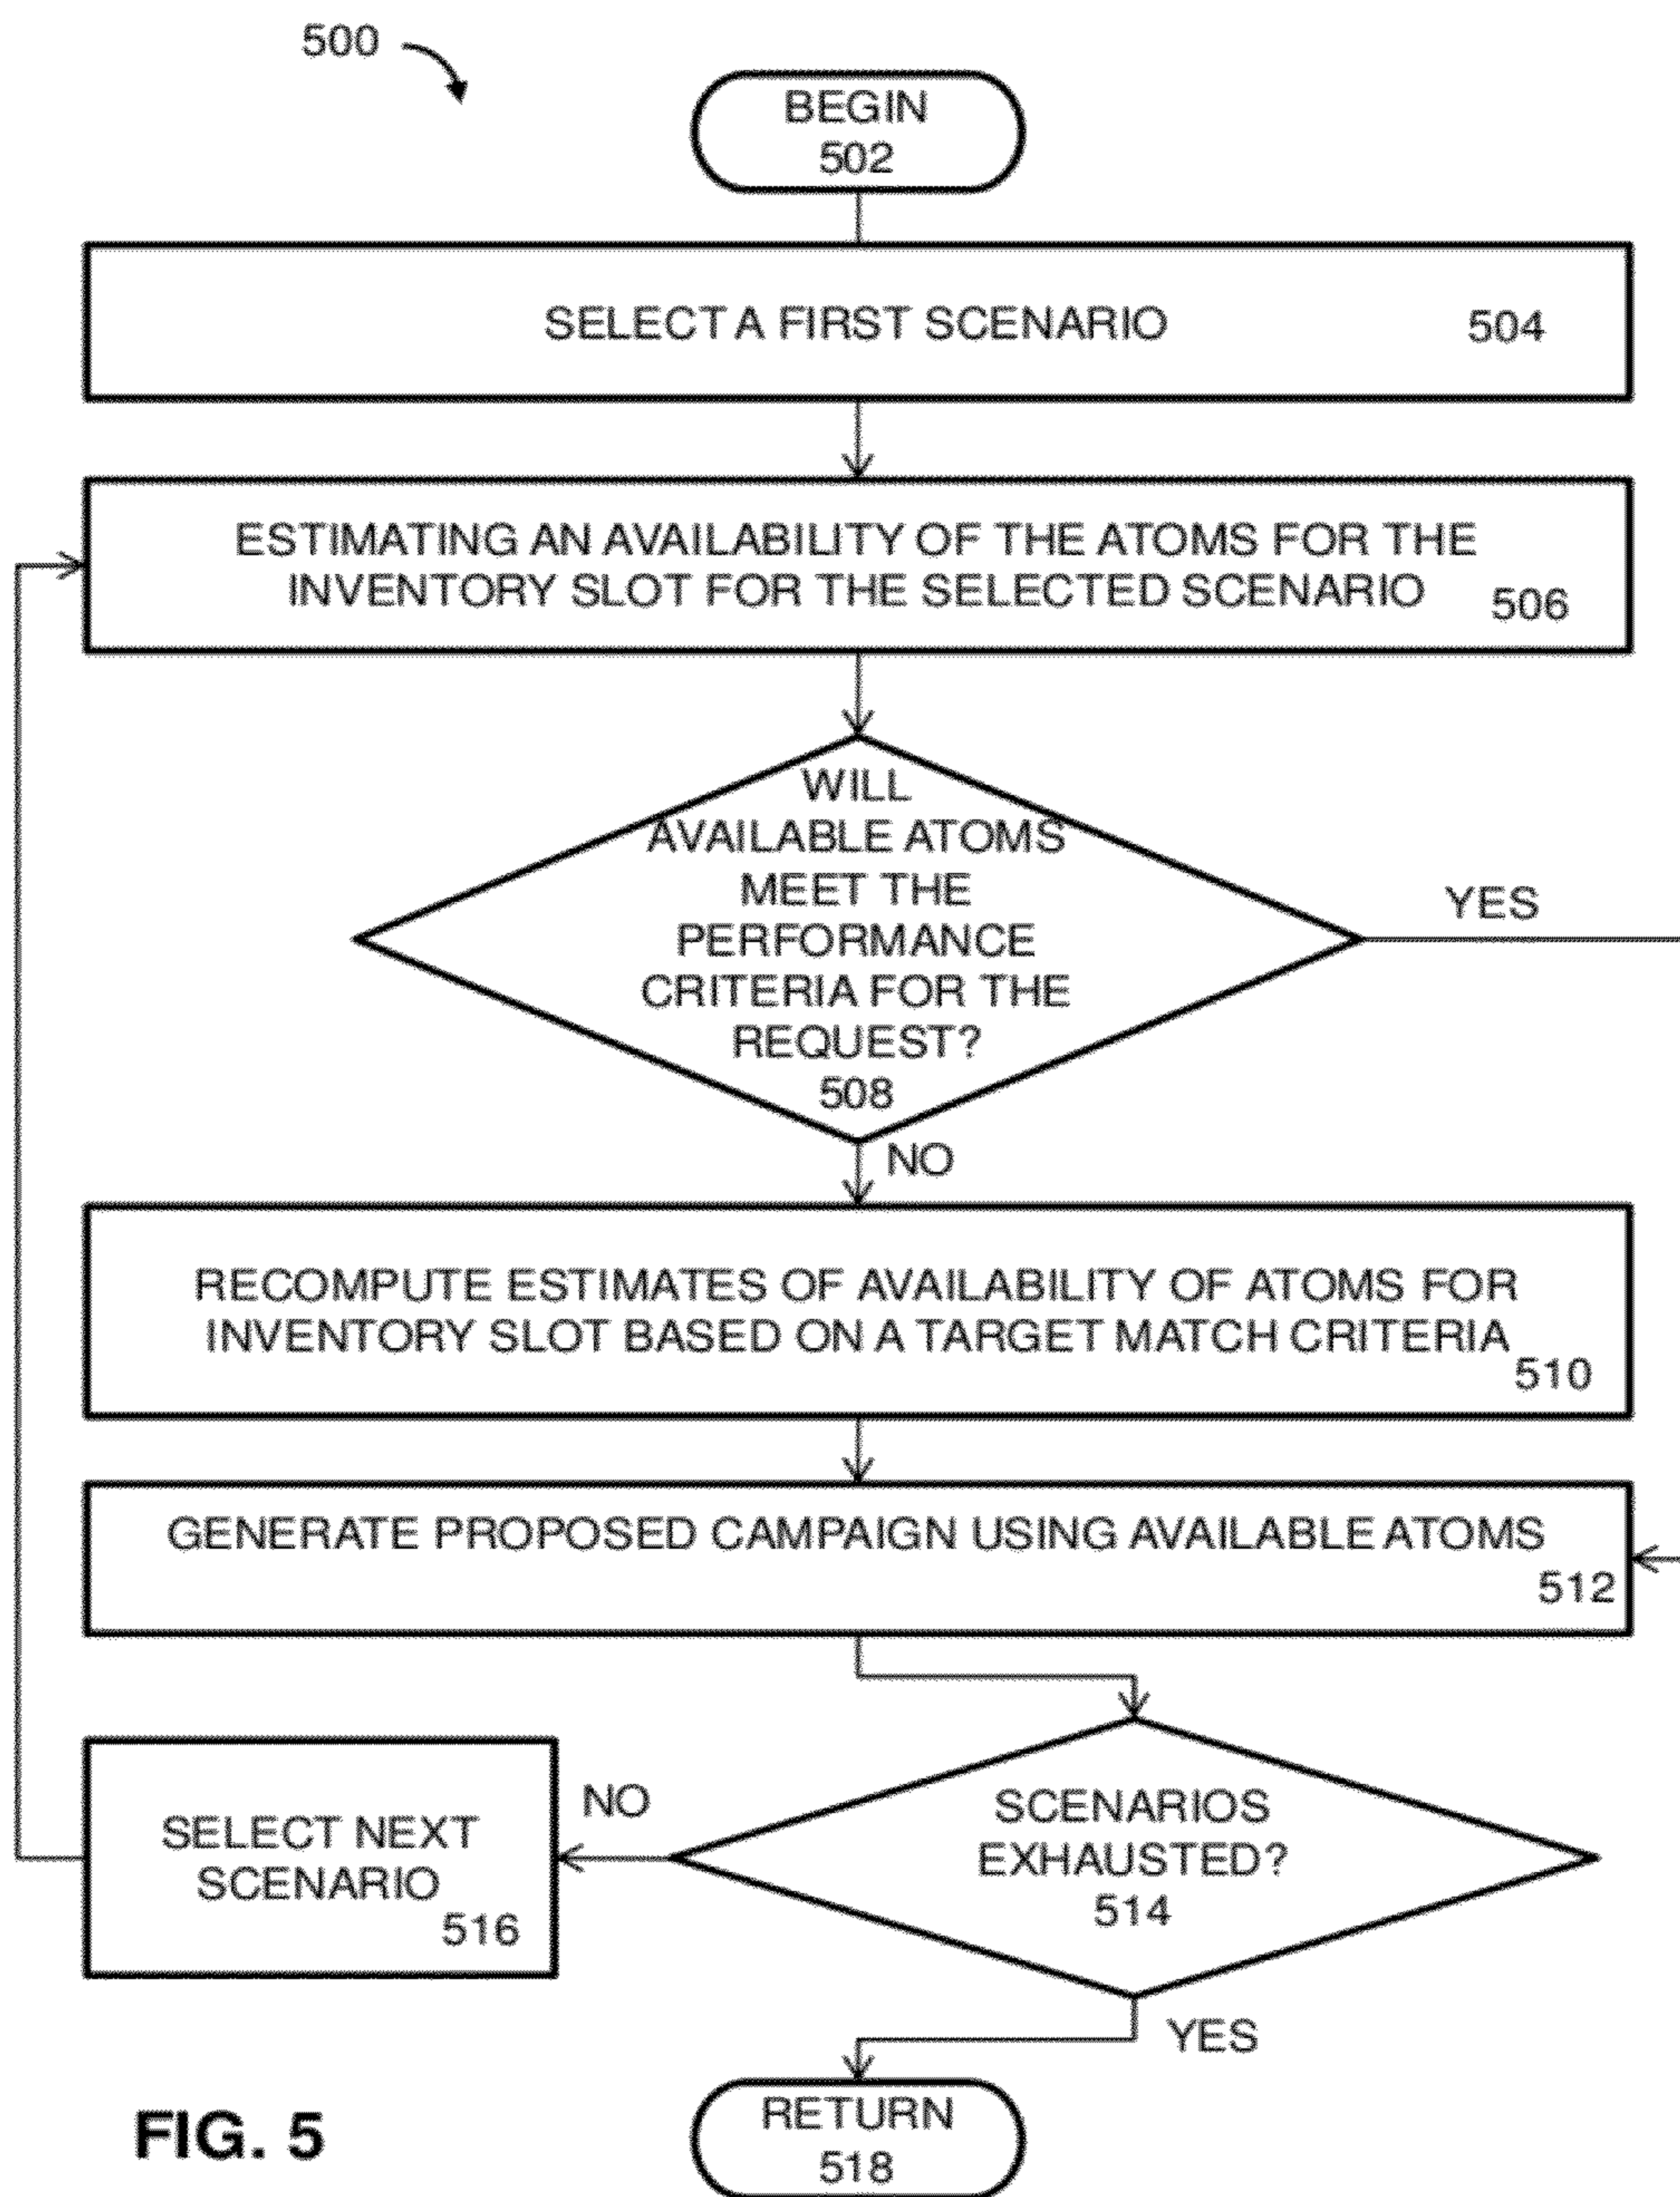 500
BEGIN
502
SELECT A FIRST SCENARIO
504
ESTIMATING AN AVAILABILITY OF THE ATOMS FOR THE
INVENTORY SLOT FOR THE SELECTED SCENARIO
506
WILL
AVAILABLE ATOMS
MEET THE
PERFORMANCE
CRITERIA FOR THE
REQUEST?
508
YES
NO
RECOMPUTE ESTIMATES OF AVAILABILITY OF ATOMS FOR
INVENTORY SLOT BASED ON A TARGET MATCH CRITERIA
510
GENERATE PROPOSED CAMPAIGN USING AVAILABLE ATOMS
512
SCENARIOS
EXHAUSTED?
514
NO
SELECT NEXT
SCENARIO
516
YES
RETURN
518
FIG. 5